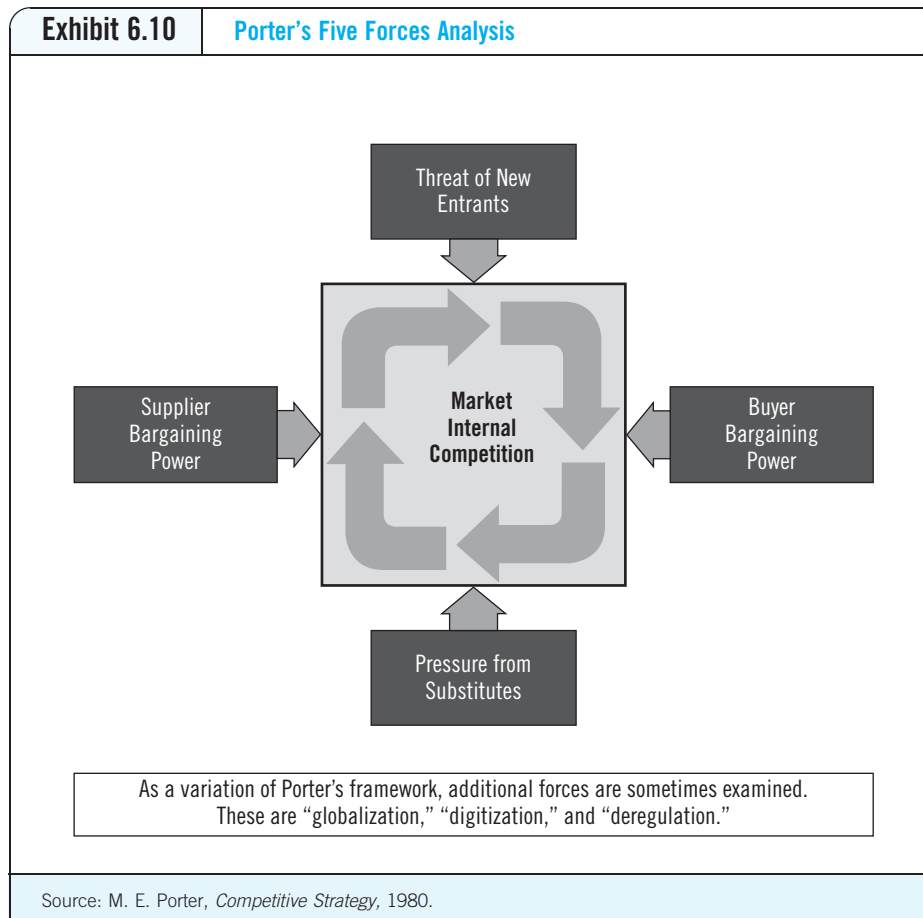 Exhibit 6.10
Porter’s Five Forces Analysis
Threat of New
Entrants
Supplier
Bargaining
Power
Market
Internal
Competition
Buyer
Bargaining
Power
Pressure from
Substitutes
As a variation of Porter’s framework, additional forces are sometimes examined.
These are “globalization,” “digitization,” and “deregulation.”
Source: M. E. Porter, Competitive Strategy, 1980.